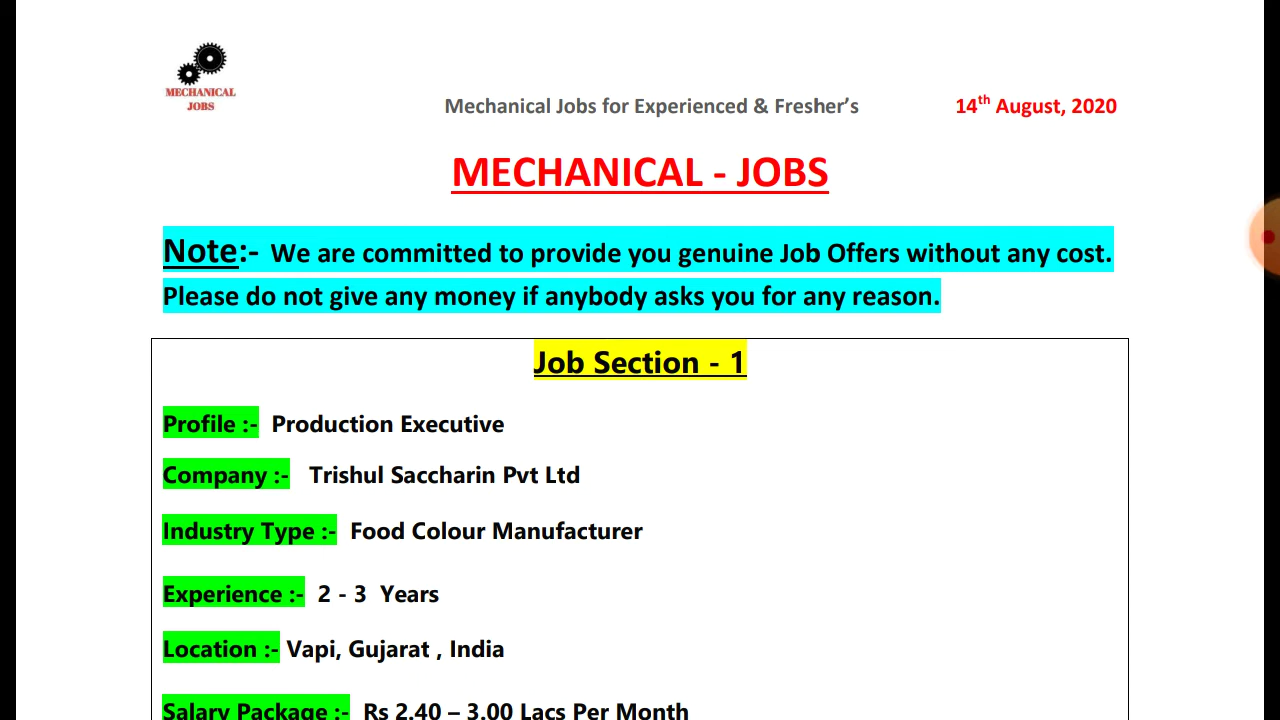 MECHANICAL
JOBS
Mechanical Jobs for Experienced & Fresher's 14th August, 2020
MECHANICAL - JOBS
Note:- We are committed to provide you genuine Job Offers without any cost.
Please do not give any money if anybody asks you for any reason.
Job Section - 1
Profile :- Production Executive
Company :- Trishul Saccharin Pvt Ltd
Industry Type :- Food Colour Manufacturer
Experience :- 2 - 3 Years
Location :- Vapi, Gujarat , India
Salary Package :- Rs 2.40 – 3.00 Lacs Per Month